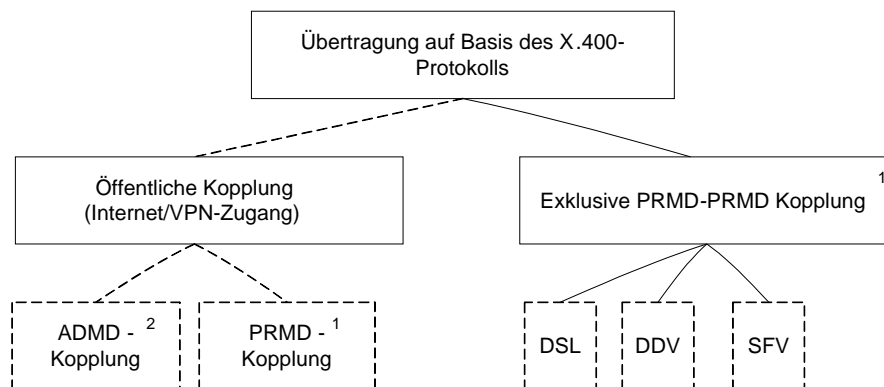 Übertragung auf Basis des X.400-
Protokolls
Öffentliche Kopplung
(Internet/VPN-Zugang)
Exklusive PRMD-PRMD Kopplung 1
ADMD - 2
Kopplung
PRMD - 1
Kopplung
DSL
DDV
SFV